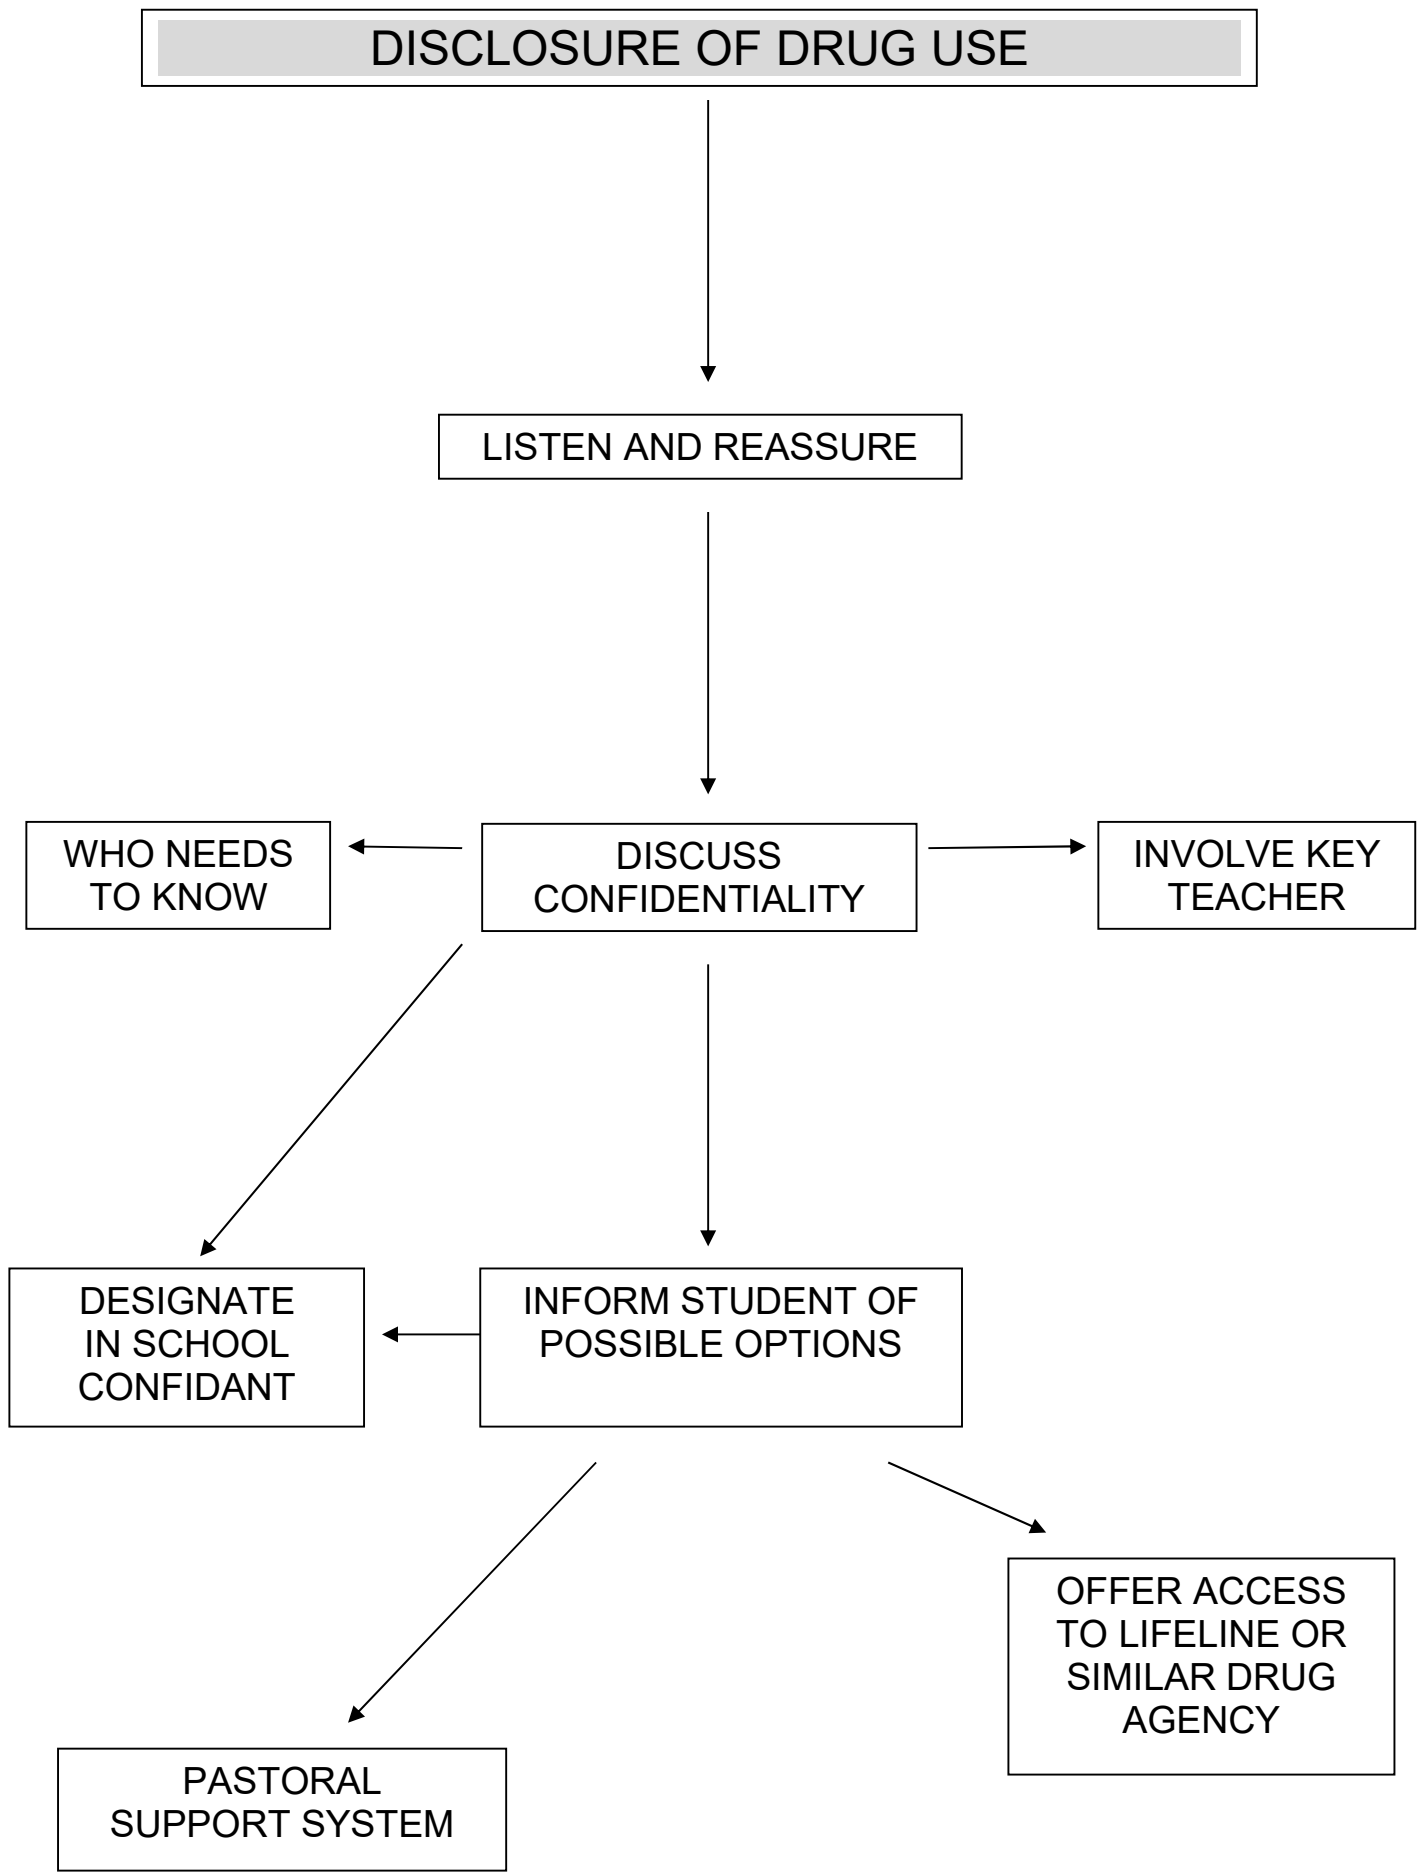 DISCLOSURE OF DRUG USE
LISTEN AND REASSURE
WHO NEEDS
TO KNOW
DISCUSS
CONFIDENTIALITY
INVOLVE KEY
TEACHER
DESIGNATE
IN SCHOOL
CONFIDANT
INFORM STUDENT OF
POSSIBLE OPTIONS
OFFER ACCESS
TO LIFELINE OR
SIMILAR DRUG
AGENCY
PASTORAL
SUPPORT SYSTEM